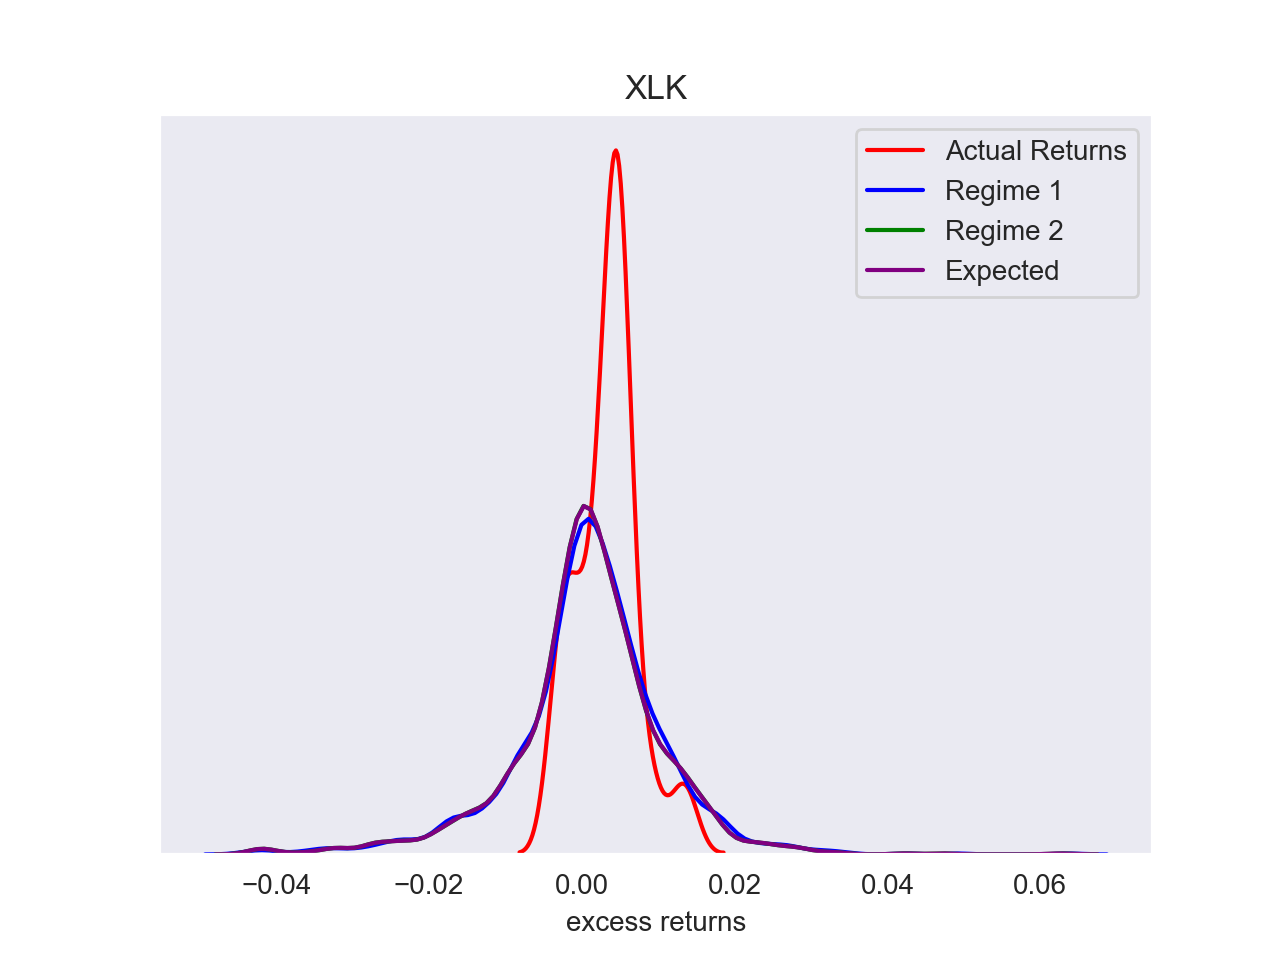 XLK
Actual Returns
Regime 1
Regime 2
Expected
−0.04 −0.02 0.00 0.02 0.04 0.06
excess returns